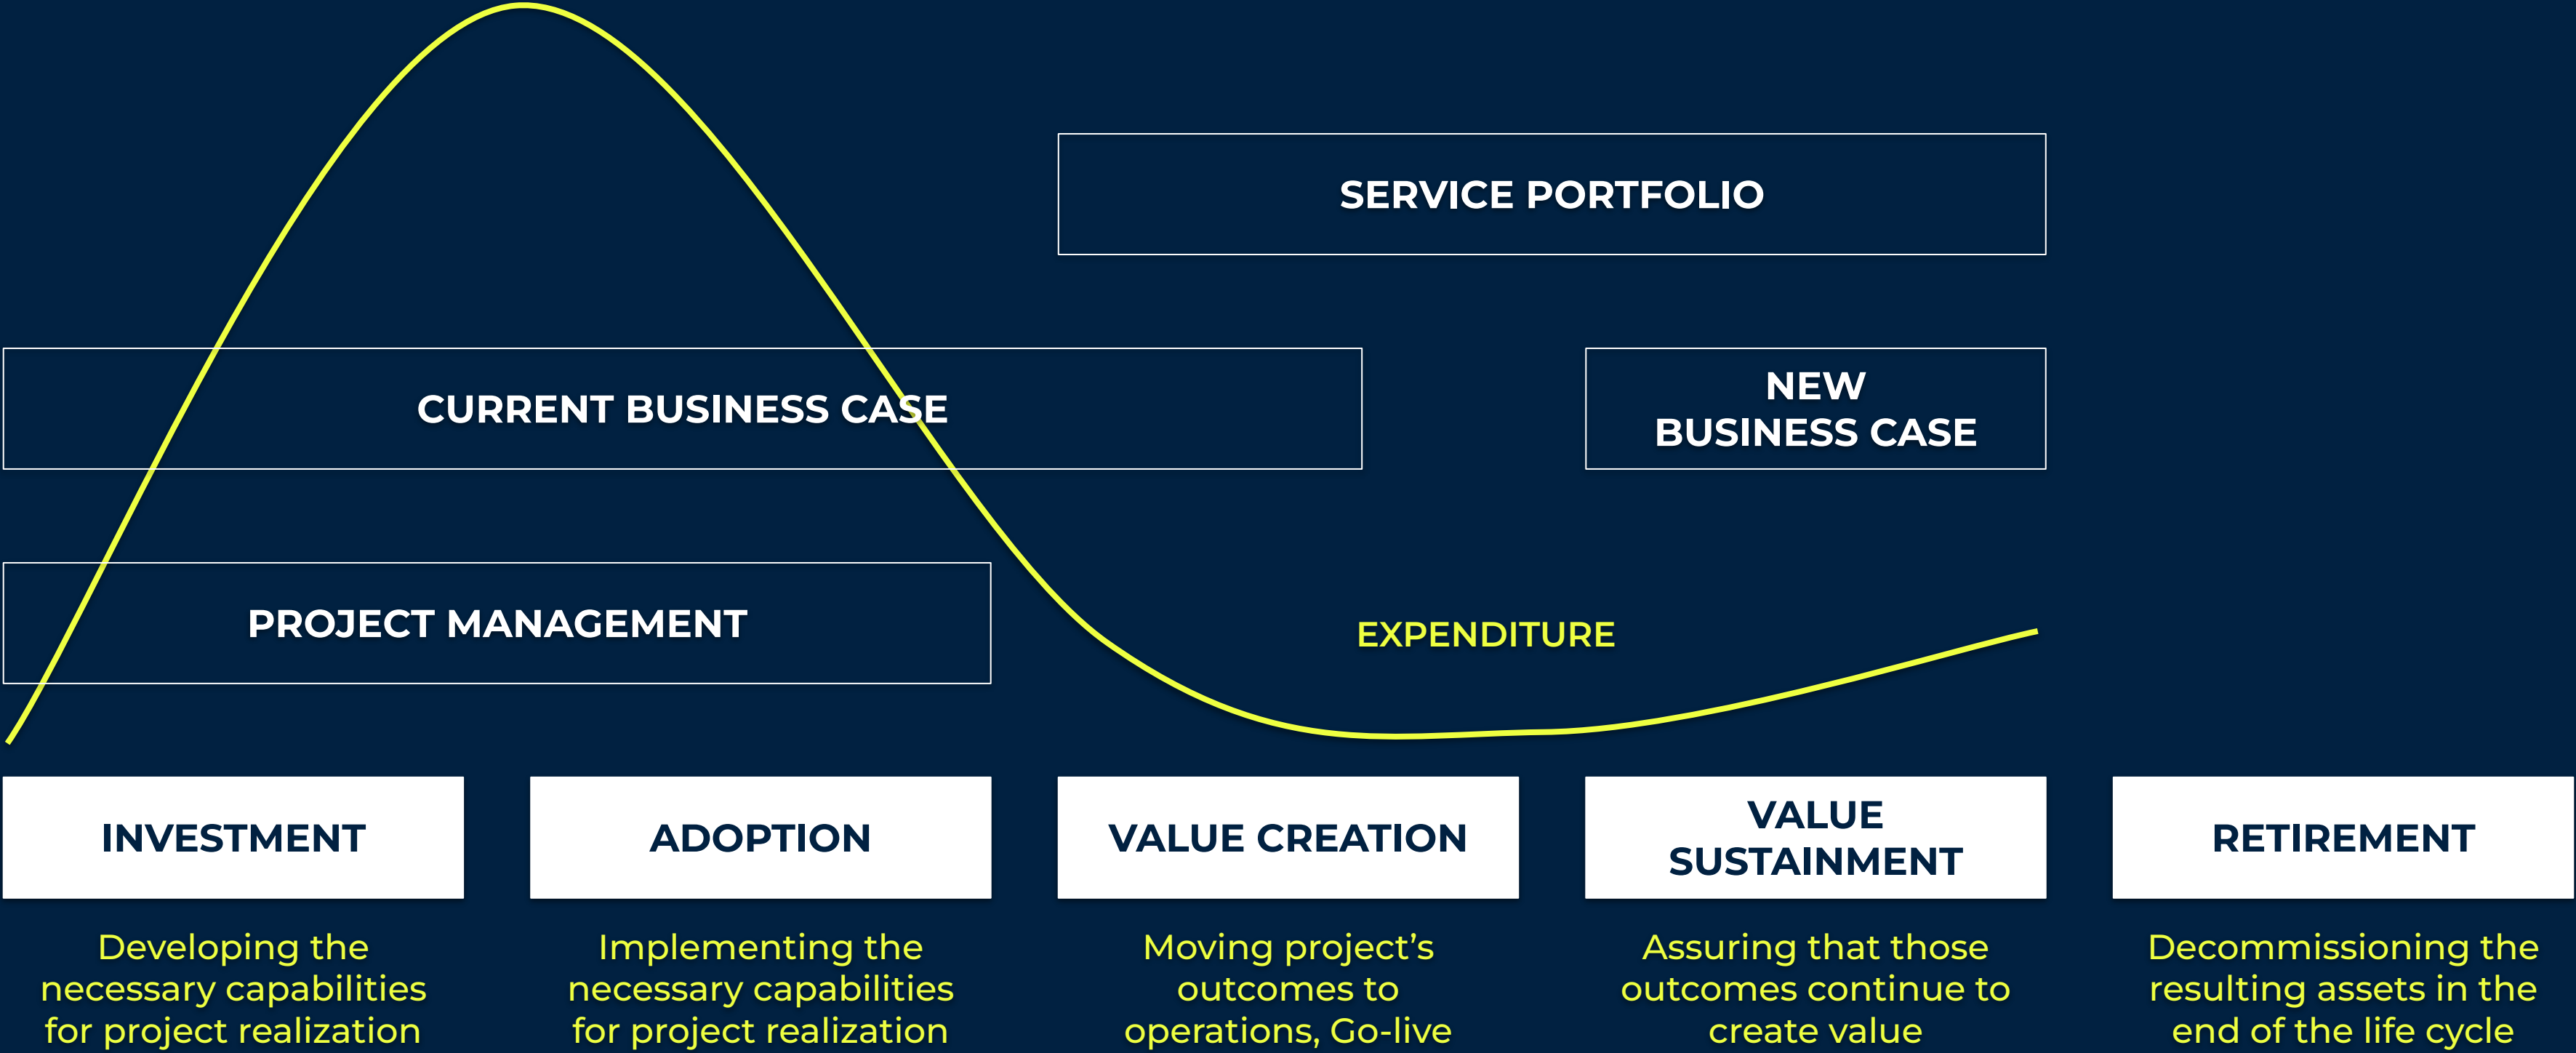 SERVICE PORTFOLIO
CURRENT BUSINESS CASE
NEW
BUSINESS CASE
PROJECT MANAGEMENT
EXPENDITURE
INVESTMENT
ADOPTION
VALUE CREATION
VALUE
SUSTAINMENT
RETIREMENT
Developing the
necessary capabilities
for project realization
Implementing the
necessary capabilities
for project realization
Moving project’s
outcomes to
operations, Go-live
Assuring that those
outcomes continue to
create value
Decommissioning the
resulting assets in the
end of the life cycle